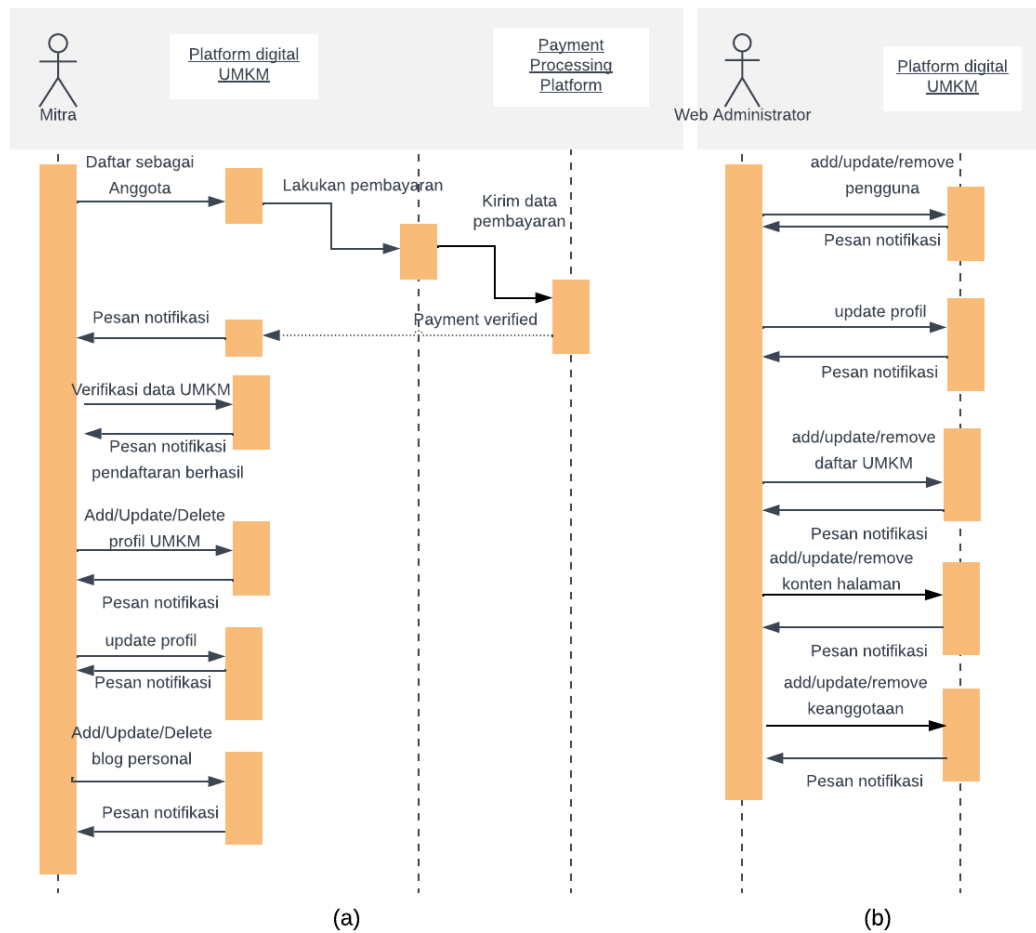 Platform digital
UMKM
Payment
Processing
Platform
Mitra
Daftar sebagai
Anggota
Lakukan pembayaran
Kirim data
pembayaran
Payment verified
Pesan notifikasi
Verifikasi data UMKM
Pesan notifikasi
pendaftaran berhasil
Add/Update/Delete
profil UMKM
Pesan notifikasi
update profil
Pesan notifikasi
Add/Update/Delete
blog personal
Pesan notifikasi
(a)
Platform digital
UMKM
Web Administrator
add/update/remove
pengguna
Pesan notifikasi
update profil
Pesan notifikasi
add/update/remove
daftar UMKM
Pesan notifikasi
add/update/remove
konten halaman
Pesan notifikasi
add/update/remove
keanggotaan
Pesan notifikasi
(b)